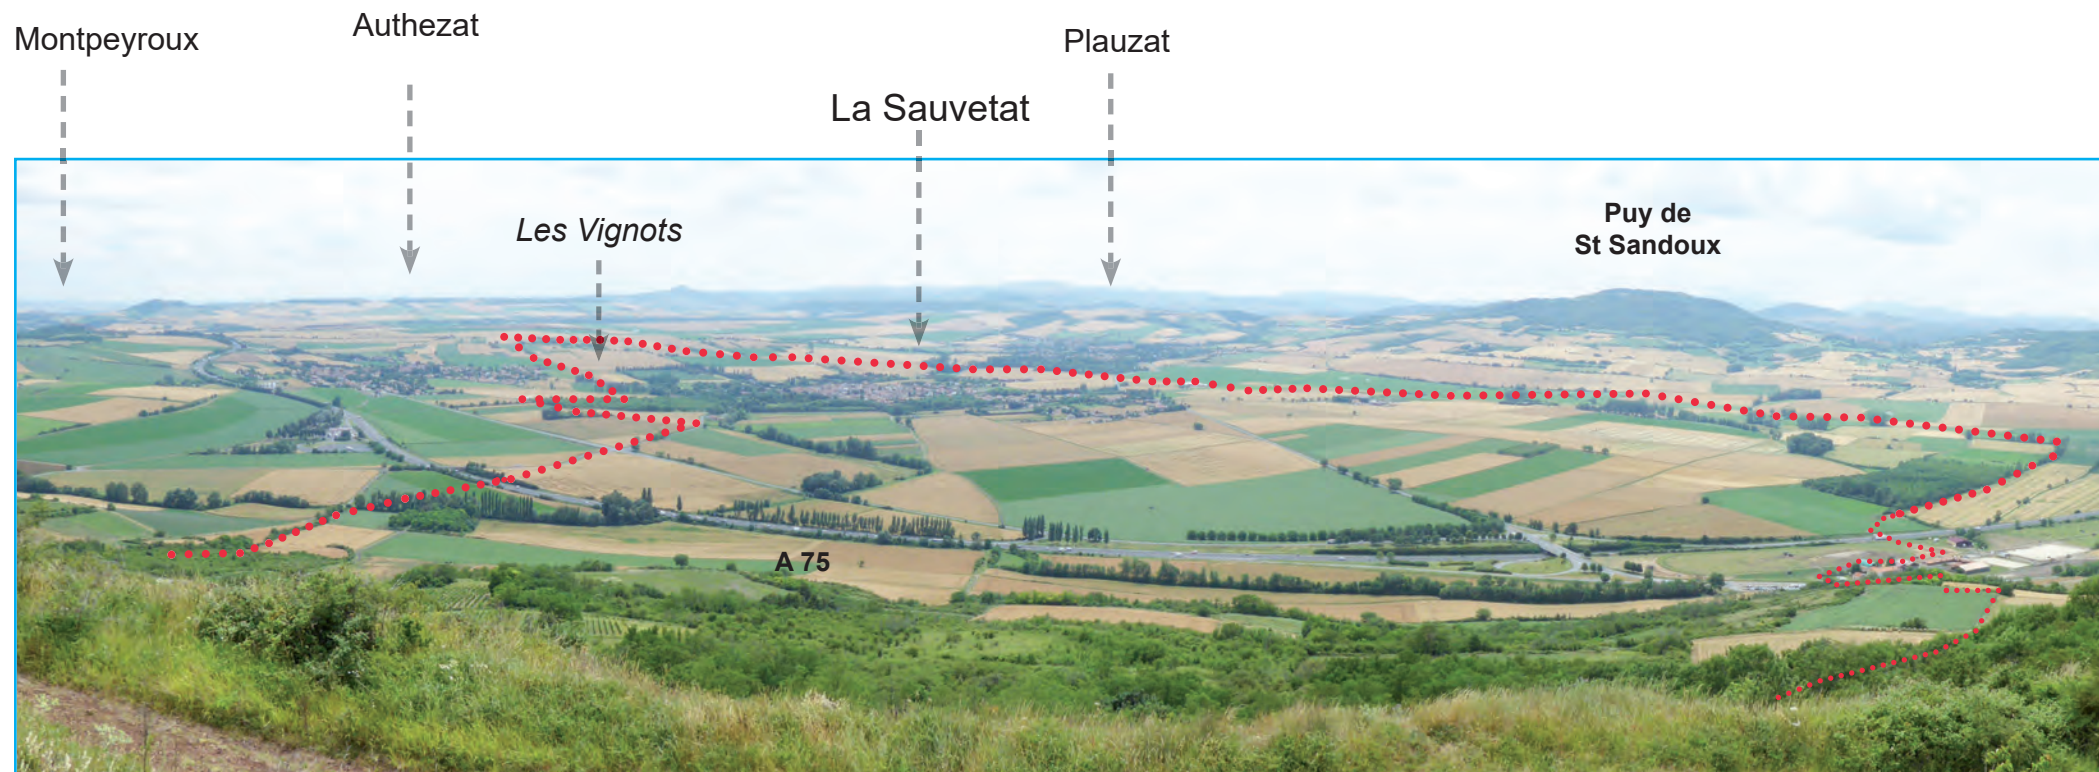 Montpeyroux
Authezat
Plauzat
La Sauvetat
Les Vignots
Puy de
St Sandoux
A 75